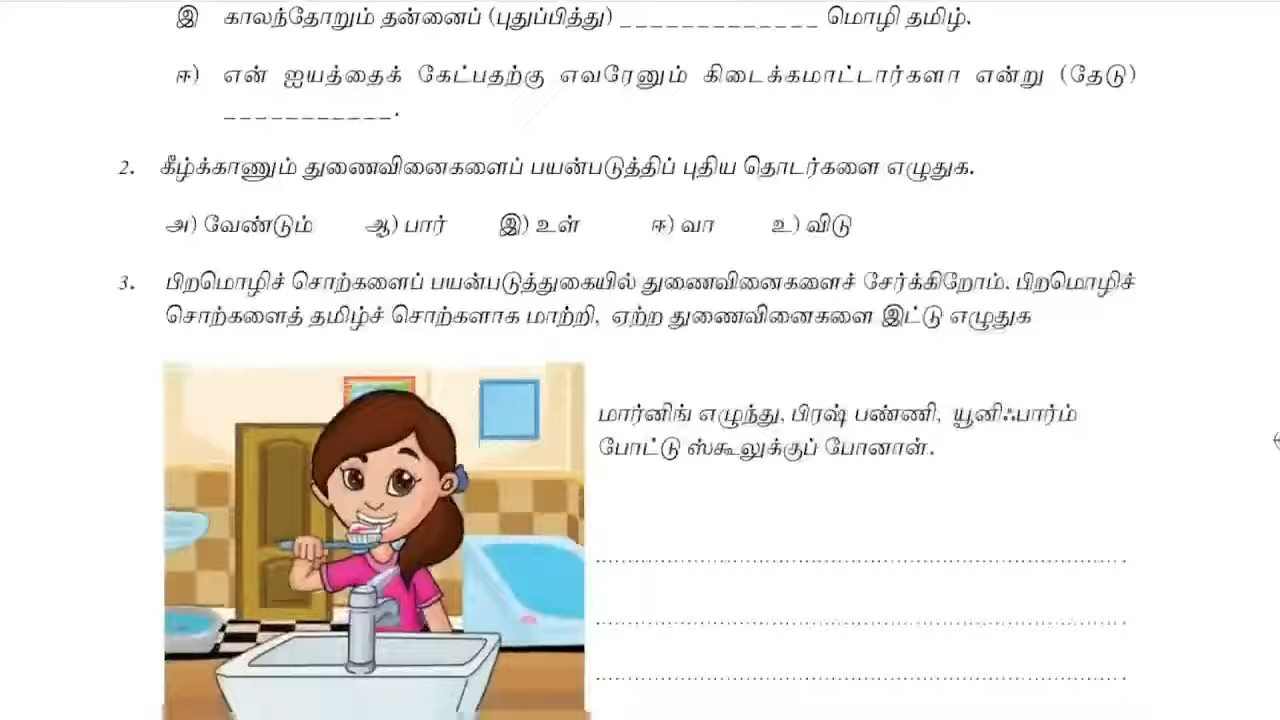 இ காலந்தோறும் தன்னைப் (புதுப்பித்து) _____________ மொழி தமிழ்.
ஈ) என் ஐயத்தைக் கேட்பதற்கு எவரேனும் கிடைக்கமாட்டார்களா என்று (தேடு)
___________.
2. கீழ்க்காணும் துணைவினைகளைப் பயன்படுத்திப் புதிய தொடர்களை எழுதுக.
அ) வேண்டும் ஆ) பார் இ) உள் ஈ) வா உ) விடு
3. பிறமொழிச் சொற்களைப் பயன்படுத்துகையில் துணைவினைகளைச் சேர்க்கிறோம். பிறமொழிச்
சொற்களைத் தமிழ்ச் சொற்களாக மாற்றி, ஏற்ற துணைவினைகளை இட்டு எழுதுக
மார்னிங் எழுந்து, பிரஷ் பண்ணி, யூனிஃபார்ம்
போட்டு ஸ்கூலுக்குப் போனாள்.